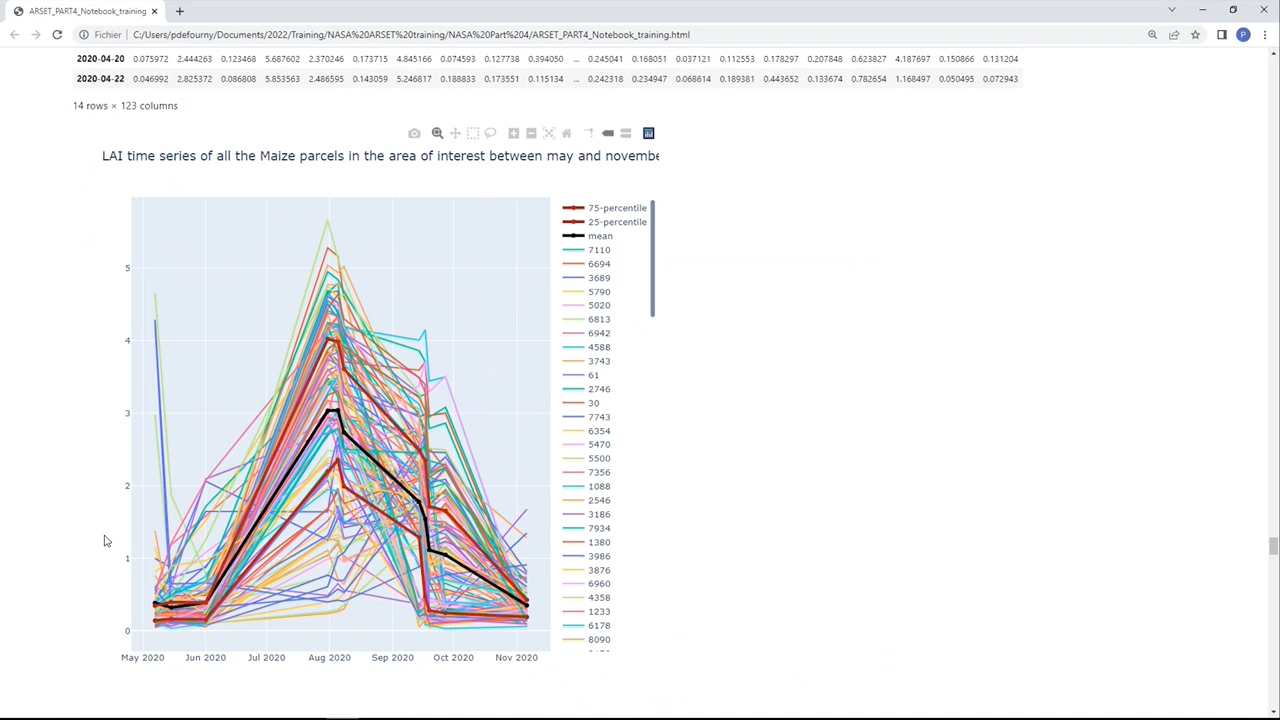 ARSET_PART4_Notebook_training
Fichier
C:/Users/pdefourny/Documents/2022/Training/NASA%20ARSET%20training/NASA%20Part%204/ARSET_PART4_Notebook_training.html
P
2020-04-20 0.075972 2.444263 0.123468 5.687602 2.370246 0.173715 4.845166 0.074593 0.127738 0.394050 ... 0.245041 0.168051 0.037121 0.112553 0.178297 0.207848 0.623827 4.187697 0.150866 0.131204
2020-04-22 0.046992 2.825372 0.086808 5.853563 2.486595 0.143059 5.246817 0.188833 0.173551 0.115134 ... 0.242318 0.234947 0.068614 0.189381 0.443652 0.133674 0.782654 1.168497 0.050495 0.072943
14 rows × 123 columns
LAI time series of all the Maize parcels in the area of interest between may and novembe
75-percentile
25-percentile
mean
7110
6694
3689
5790
5020
6813
6942
4588
3743
61
2746
30
7743
6354
5470
5500
7356
1088
2546
3186
7934
1380
3986
3876
6960
4358
1233
6178
8090
5
4
3
2
1
0
May 2020 Jun 2020 Jul 2020 Aug 2020 Sep 2020 Oct 2020 Nov 2020